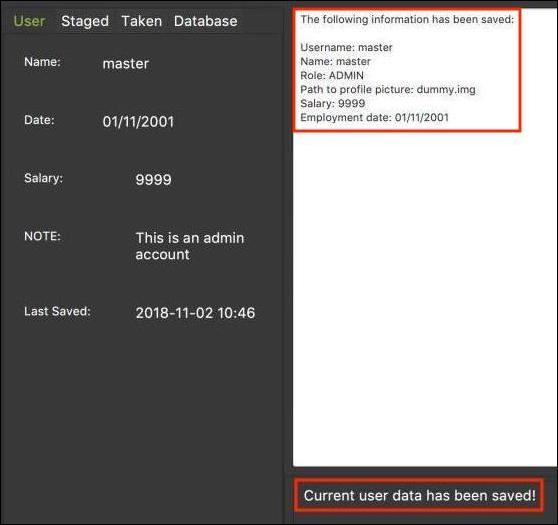 User Staged Taken Database
Name: master
Date: 01/11/2001
Salary: 9999
NOTE: This is an admin
account
Last Saved: 2018-11-02 10:46
The following information has been saved:
Username: master
Name: master
Role: ADMIN
Path to profile picture: dummy.img
Salary: 9999
Employment date: 01/11/2001
Current user data has been saved!